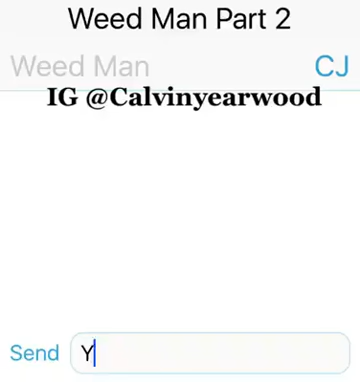 Weed Man Part 2
Weed Man CJ
IG @Calvinyearwood
Send Y